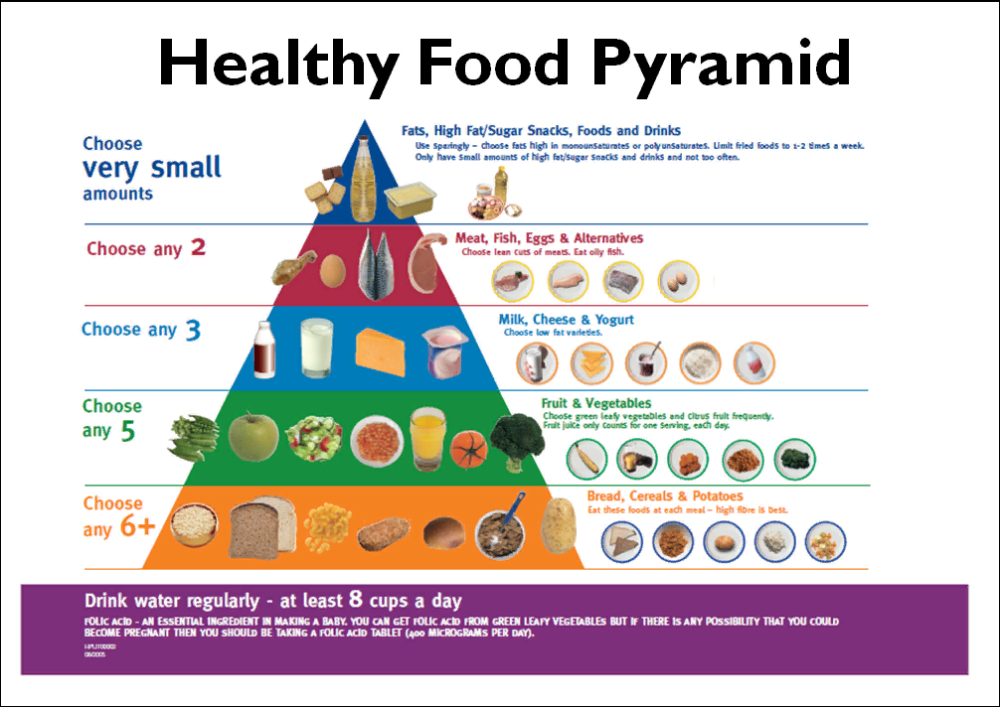 Healthy Food Pyramid
Choose
very small
amounts
Fats, High Fat/Sugar Snacks, Foods and Drinks
Use sparingly – choose fats high in monounsaturates or polyunsaturates. Limit fried foods to 1-2 times a week.
Only have small amounts of high fat/sugar snacks and drinks and not too often.
Choose any 2
Meat, Fish, Eggs & Alternatives
Choose lean cuts of meats. Eat oily fish.
Choose any 3
Milk, Cheese & Yogurt
Choose low fat varieties.
Choose
any 5
Fruit & Vegetables
Choose green leafy vegetables and citrus fruit frequently.
Fruit juice only counts for one serving, each day.
Choose
any 6+
Bread, Cereals & Potatoes
Eat these foods at each meal – high fibre is best.
Drink water regularly - at least 8 cups a day
FOLIC ACID - AN ESSENTIAL INGREDIENT IN MAKING A BABY. YOU CAN GET FOLIC ACID FROM GREEN LEAFY VEGETABLES BUT IF THERE IS ANY POSSIBILITY THAT YOU COULD
BECOME PREGNANT THEN YOU SHOULD BE TAKING A FOLIC ACID TABLET (400 MICROGRAMS PER DAY).